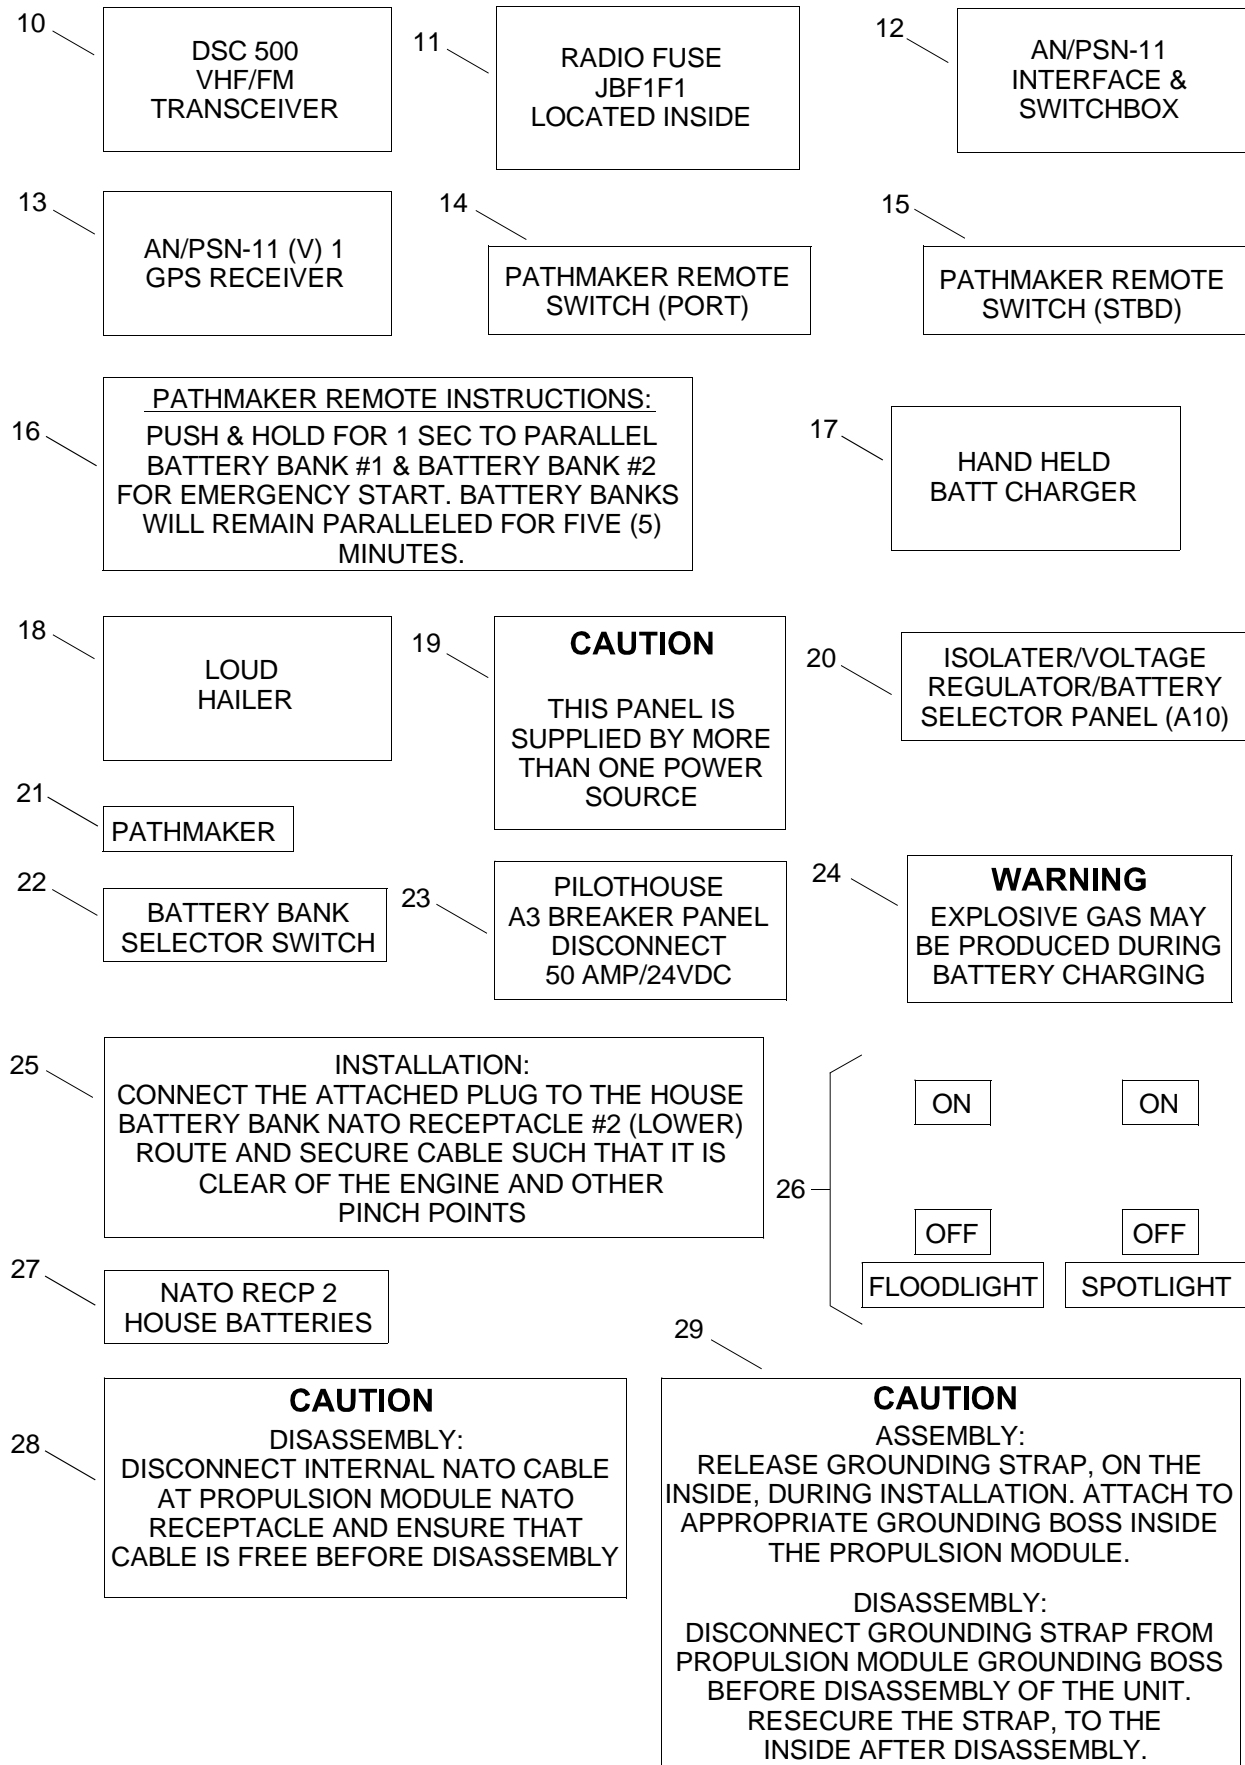 10
DSC 500
VHF/FM
TRANSCEIVER
11
RADIO FUSE
JBF1F1
LOCATED INSIDE
12
AN/PSN-11
INTERFACE &
SWITCHBOX
13
AN/PSN-11 (V) 1
GPS RECEIVER
14
PATHMAKER REMOTE
SWITCH (PORT)
15
PATHMAKER REMOTE
SWITCH (STBD)
16
PATHMAKER REMOTE INSTRUCTIONS:
PUSH & HOLD FOR 1 SEC TO PARALLEL
BATTERY BANK #1 & BATTERY BANK #2
FOR EMERGENCY START. BATTERY BANKS
WILL REMAIN PARALLELED FOR FIVE (5)
MINUTES.
17
HAND HELD
BATT CHARGER
18
LOUD
HAILER
19
CAUTION
THIS PANEL IS
SUPPLIED BY MORE
THAN ONE POWER
SOURCE
20
ISOLATER/VOLTAGE
REGULATOR/BATTERY
SELECTOR PANEL (A10)
21
PATHMAKER
22
BATTERY BANK
SELECTOR SWITCH
23
PILOTHOUSE
A3 BREAKER PANEL
DISCONNECT
50 AMP/24VDC
24
WARNING
EXPLOSIVE GAS MAY
BE PRODUCED DURING
BATTERY CHARGING
25
INSTALLATION:
CONNECT THE ATTACHED PLUG TO THE HOUSE
BATTERY BANK NATO RECEPTACLE #2 (LOWER)
ROUTE AND SECURE CABLE SUCH THAT IT IS
CLEAR OF THE ENGINE AND OTHER
PINCH POINTS
26
ON
ON
OFF
OFF
FLOODLIGHT
SPOTLIGHT
27
NATO RECP 2
HOUSE BATTERIES
28
CAUTION
DISASSEMBLY:
DISCONNECT INTERNAL NATO CABLE
AT PROPULSION MODULE NATO
RECEPTACLE AND ENSURE THAT
CABLE IS FREE BEFORE DISASSEMBLY
29
CAUTION
ASSEMBLY:
RELEASE GROUNDING STRAP, ON THE
INSIDE, DURING INSTALLATION. ATTACH TO
APPROPRIATE GROUNDING BOSS INSIDE
THE PROPULSION MODULE.
DISASSEMBLY:
DISCONNECT GROUNDING STRAP FROM
PROPULSION MODULE GROUNDING BOSS
BEFORE DISASSEMBLY OF THE UNIT.
RESECURE THE STRAP, TO THE
INSIDE AFTER DISASSEMBLY.